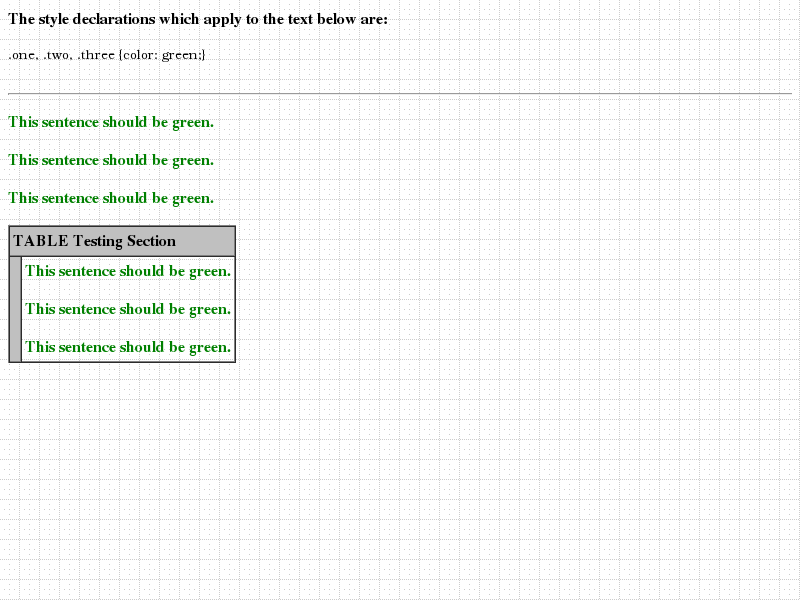 The style declarations which apply to the text below are:
.one, .two, .three {color: green;}
This sentence should be green.
This sentence should be green.
This sentence should be green.
TABLE Testing Section
This sentence should be green.
This sentence should be green.
This sentence should be green.